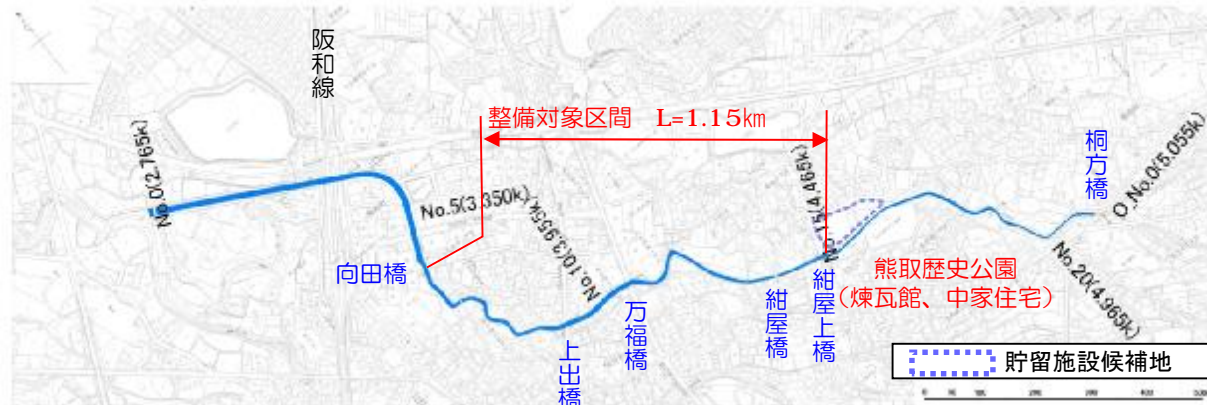 阪和線
整備対象区間 L=1.15km
No.0(2.765k)
No.5(3.350k)
No.10(3.955k)
No.15(4.465k)
桐方橋
O_No.0(5.055k)
No.20(4.965k)
向田橋
上出橋
万福橋
紺屋橋
紺屋上橋
熊取歴史公園
(煉瓦館、中家住宅)
貯留施設候補地